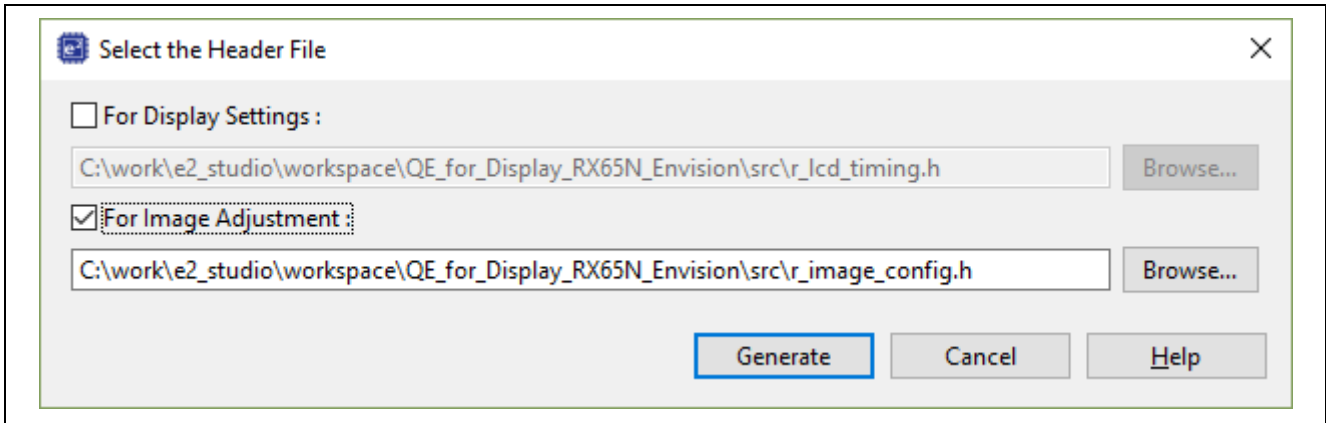 Select the Header File
For Display Settings :
C:\work\e2_studio\workspace\QE_for_Display_RX65N_Envision\src\r_lcd_timing.h Browse...
For Image Adjustment :
C:\work\e2_studio\workspace\QE_for_Display_RX65N_Envision\src\r_image_config.h Browse...
Generate Cancel Help